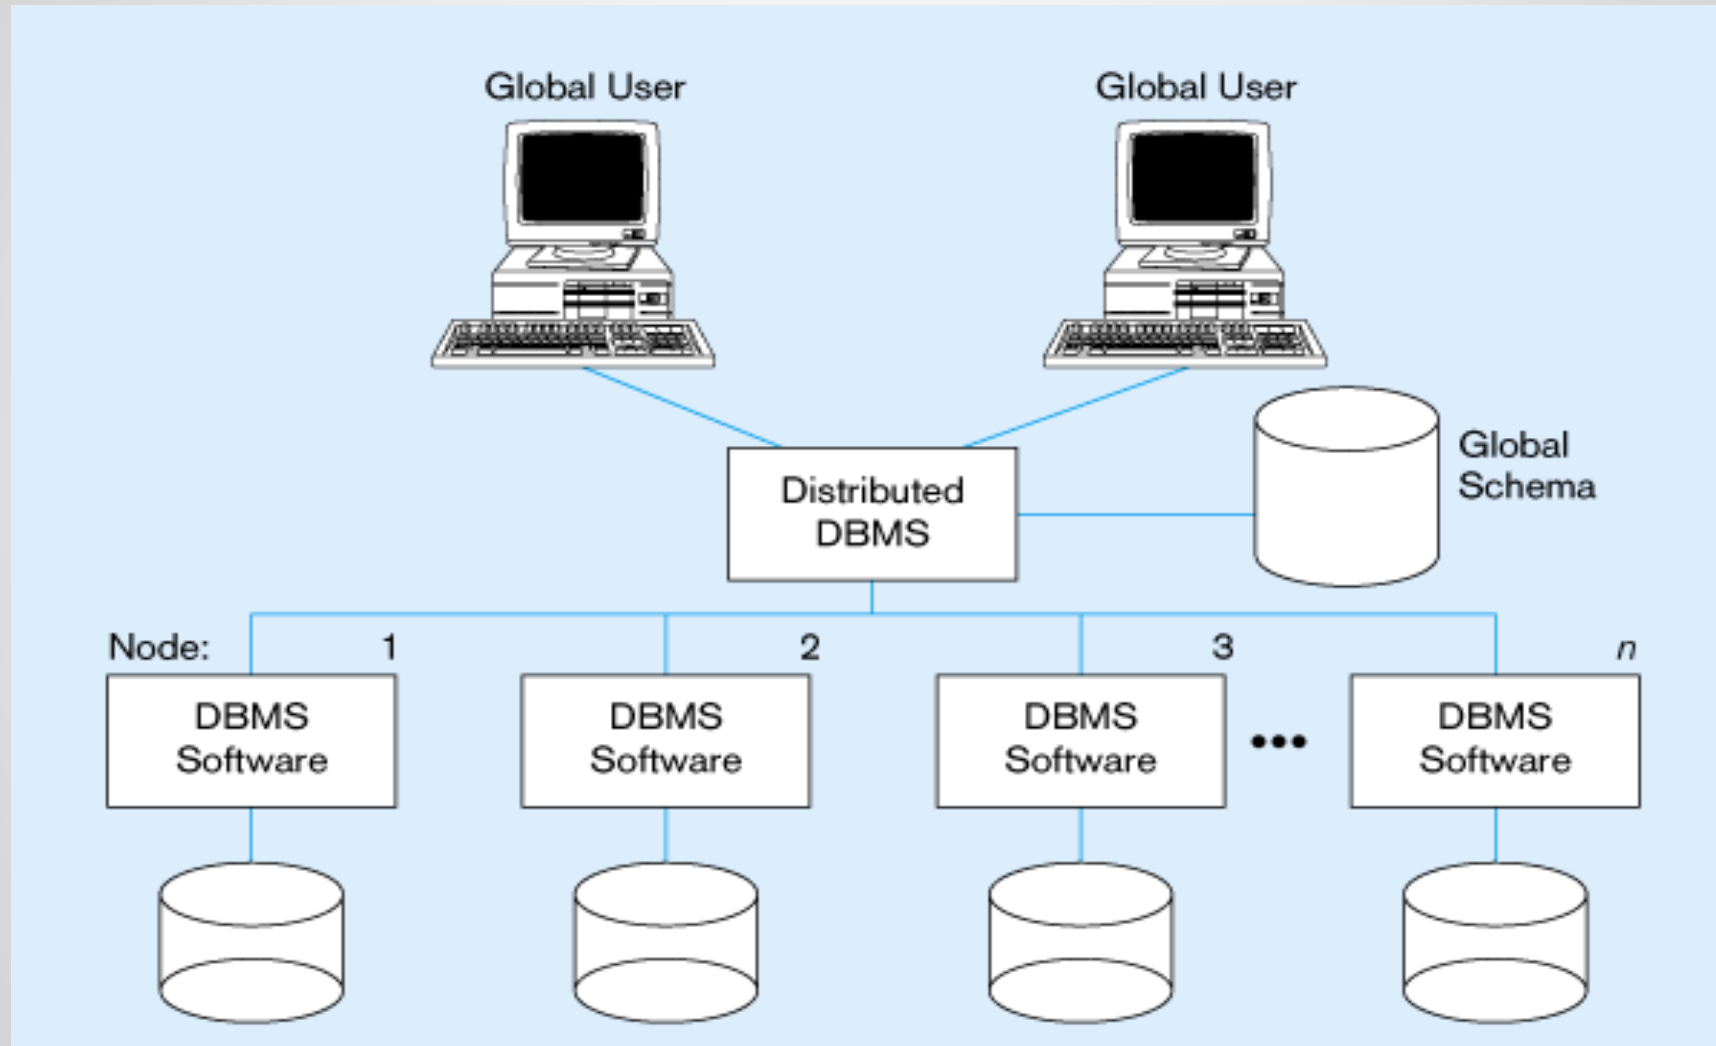 Global User
Global User
Distributed
DBMS
Global
Schema
Node: 1 2 3 n
DBMS
Software
DBMS
Software
DBMS
Software
•••
DBMS
Software